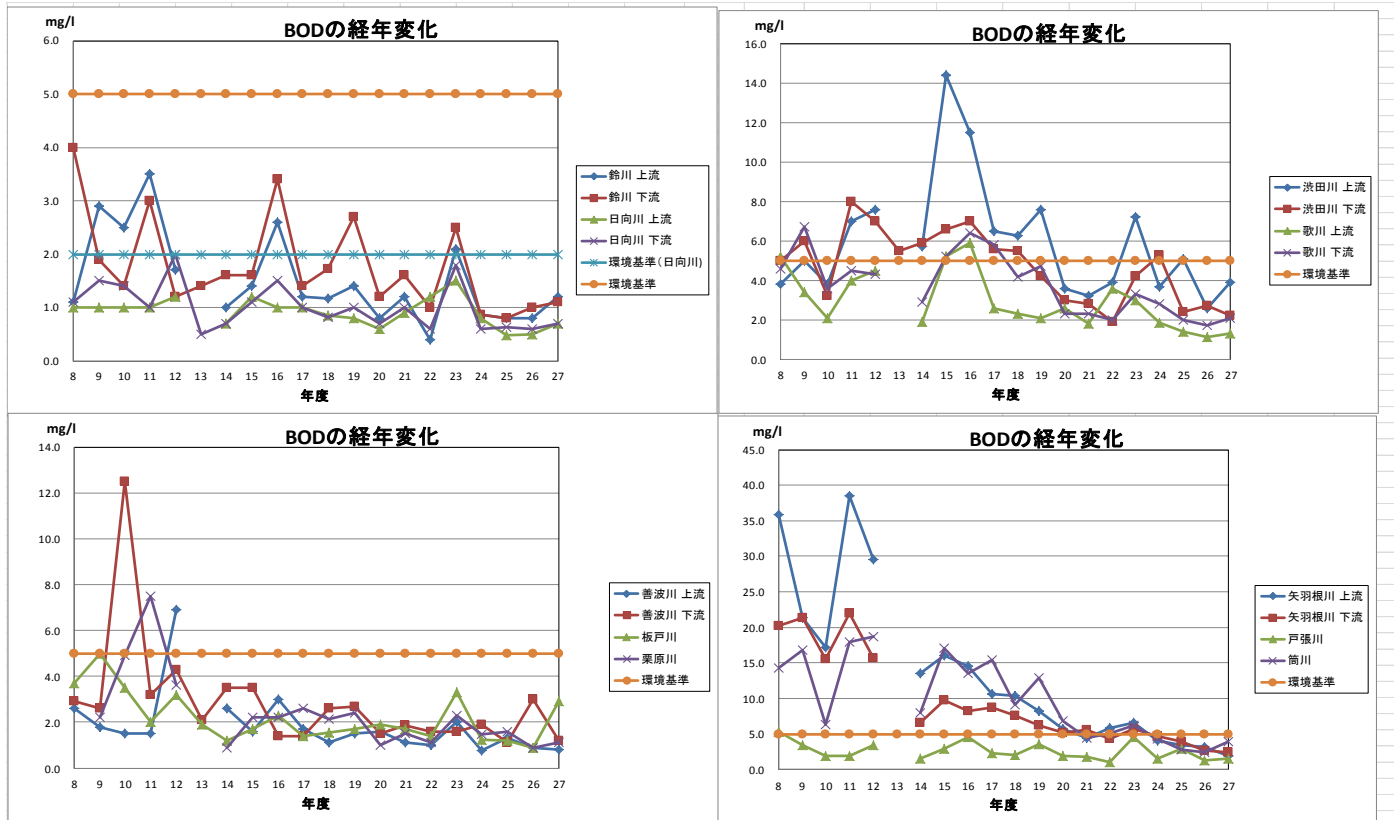 mg/l
BODの経年変化
6.0
5.0
4.0
3.0
2.0
1.0
0.0
8 9 10 11 12 13 14 15 16 17 18 19 20 21 22 23 24 25 26 27
年度
鈴川 上流
鈴川 下流
日向川 上流
日向川 下流
環境基準(日向川)
環境基準
mg/l
BODの経年変化
16.0
14.0
12.0
10.0
8.0
6.0
4.0
2.0
0.0
8 9 10 11 12 13 14 15 16 17 18 19 20 21 22 23 24 25 26 27
年度
渋田川 上流
渋田川 下流
歌川 上流
歌川 下流
環境基準
mg/l
BODの経年変化
14.0
12.0
10.0
8.0
6.0
4.0
2.0
0.0
8 9 10 11 12 13 14 15 16 17 18 19 20 21 22 23 24 25 26 27
年度
善波川 上流
善波川 下流
板戸川
栗原川
環境基準
mg/l
BODの経年変化
45.0
40.0
35.0
30.0
25.0
20.0
15.0
10.0
5.0
0.0
8 9 10 11 12 13 14 15 16 17 18 19 20 21 22 23 24 25 26 27
年度
矢羽根川 上流
矢羽根川 下流
戸張川
筒川
環境基準